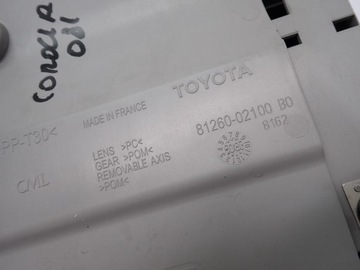 COROLLA
08L
TOYOTA
MADE IN FRANCE
81260-02100 B0
8162
PP-T30<
LENS >PC<
GEAR >POM<
REMOVABLE AXIS
>POM<
CML